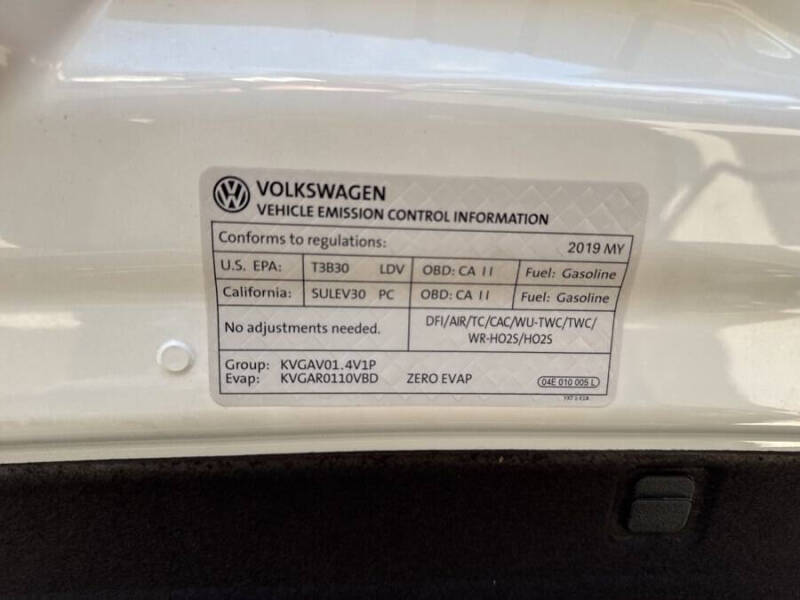 VOLKSWAGEN
VEHICLE EMISSION CONTROL INFORMATION
Conforms to regulations: 2019 MY
U.S. EPA: T3B30 LDV OBD: CA II Fuel: Gasoline
California: SULEV30 PC OBD: CA II Fuel: Gasoline
No adjustments needed.
DFI/AIR/TC/CAC/WU-TWC/TWC/
WR-HO2S/HO2S
Group: KVGAV01.4V1P
Evap: KVGAR0110VBD ZERO EVAP
04E 010 005 L